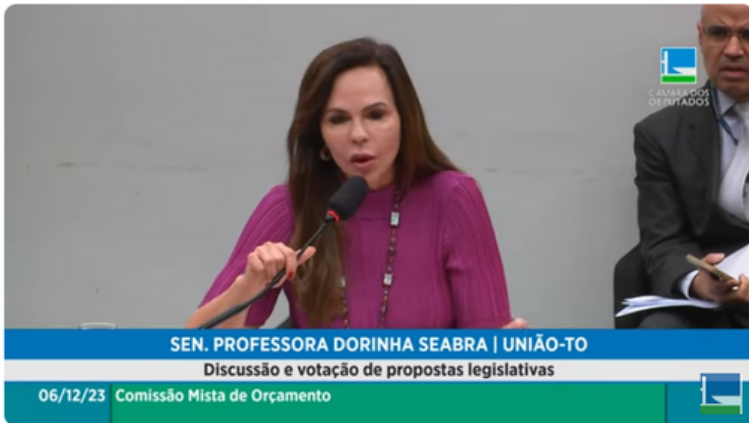 CÂMARA DOS
DEPUTADOS
SEN. PROFESSORA DORINHA SEABRA | UNIÃO-TO
Discussão e votação de propostas legislativas
06/12/23 Comissão Mista de Orçamento